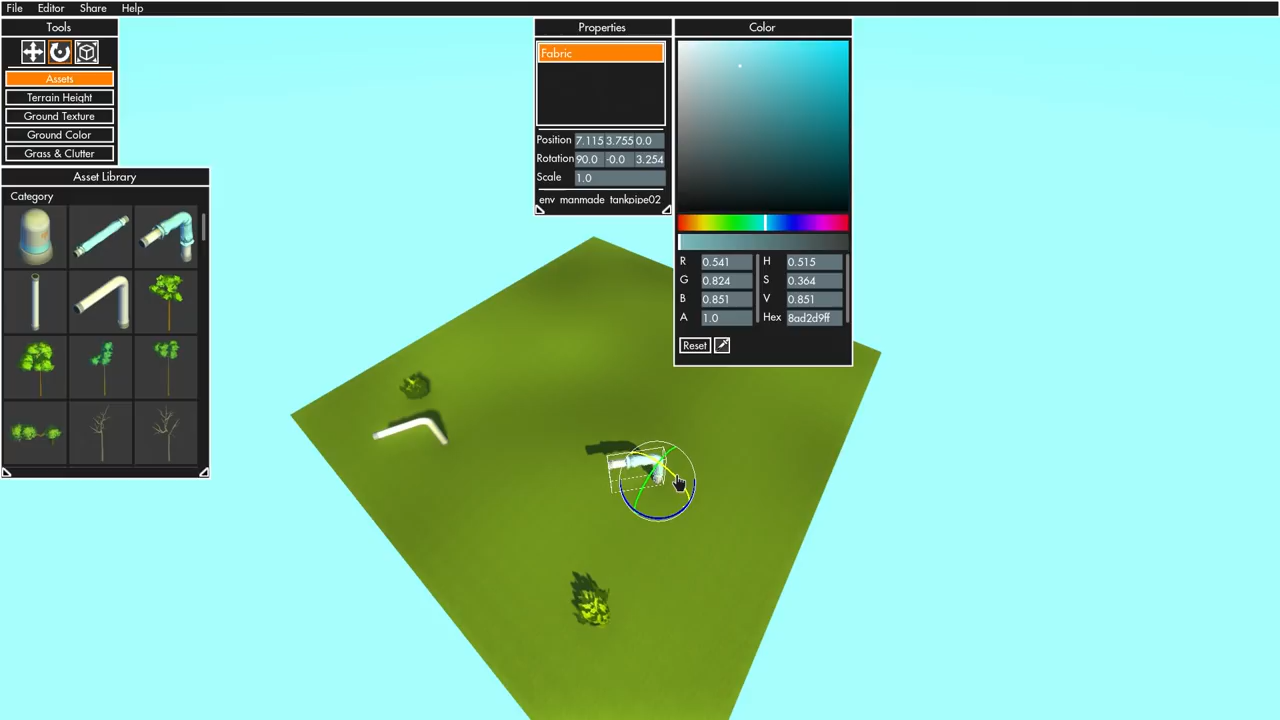 File Editor Share Help
Tools
Assets
Terrain Height
Ground Texture
Ground Color
Grass & Clutter
Asset Library
Category
Properties
Fabric
Position 7.115 3.755 0.0
Rotation 90.0 -0.0 3.254
Scale 1.0
env_manmade_tankpipe02
Color
R 0.541 H 0.515
G 0.824 S 0.364
B 0.851 V 0.851
A 1.0 Hex 8ad2d9ff
Reset